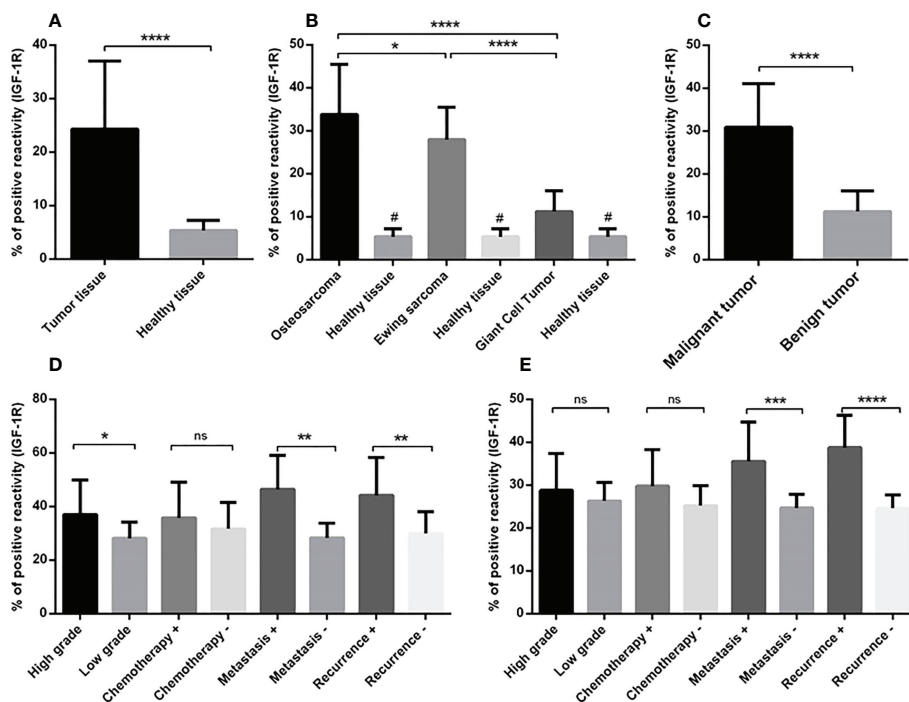 A
% of positive reactivity (IGF-1R)
40
30
20
10
0
****
Tumor tissue
Healthy tissue
B
% of positive reactivity (IGF-1R)
50
40
30
20
10
0
****
*
****
#
#
#
Osteosarcoma
Healthy tissue
Ewing sarcoma
Healthy tissue
Giant Cell Tumor
Healthy tissue
C
% of positive reactivity (IGF-1R)
50
40
30
20
10
0
****
Malignant tumor
Benign tumor
D
% of positive reactivity (IGF-1R)
80
60
40
20
0
*
ns
**
**
High grade
Low grade
Chemotherapy +
Chemotherapy -
Metastasis +
Metastasis -
Recurrence +
Recurrence -
E
% of positive reactivity (IGF-1R)
50
40
30
20
10
0
ns
ns
***
****
High grade
Low grade
Chemotherapy +
Chemotherapy -
Metastasis +
Metastasis -
Recurrence +
Recurrence -